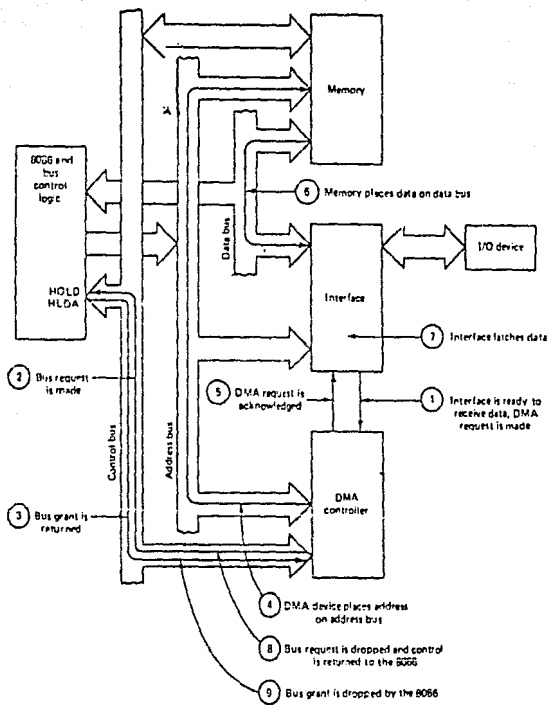 Memory
8086 and
bus
control
logic
6 Memory places data on data bus
Data bus
I/O device
Interface
HOLD
HLDA
7 Interface latches data
2 Bus request
is made
5 DMA request is
acknowledged
1 Interface is ready to
receive data, DMA
request is made
Control bus
Address bus
DMA
controller
3 Bus grant is
returned
4 DMA device places address
on address bus
8 Bus request is dropped and control
is returned to the 8086
9 Bus grant is dropped by the 8086